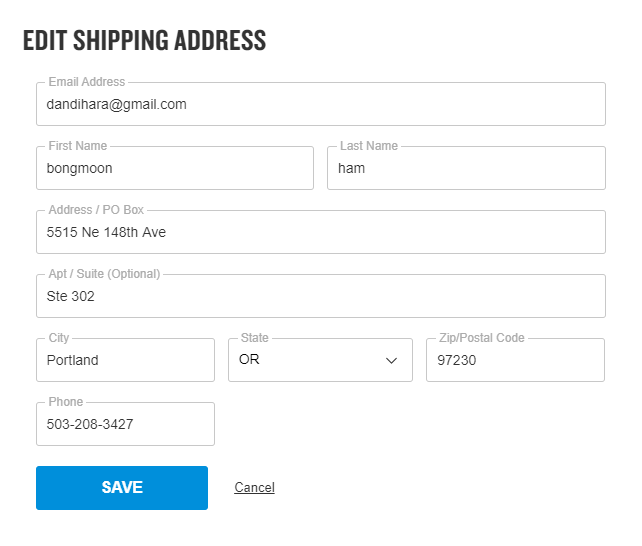 EDIT SHIPPING ADDRESS
Email Address
dandihara@gmail.com
First Name
bongmoon
Last Name
ham
Address / PO Box
5515 Ne 148th Ave
Apt / Suite (Optional)
Ste 302
City
Portland
State
OR
Zip/Postal Code
97230
Phone
503-208-3427
SAVE
Cancel